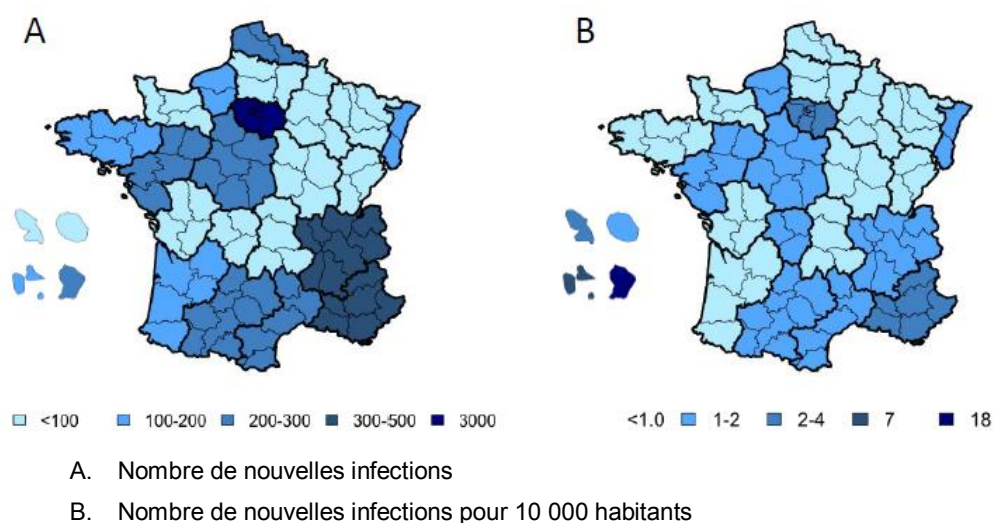 A
B
<100 100-200 200-300 300-500 3000
<1.0 1-2 2-4 7 18
A. Nombre de nouvelles infections
B. Nombre de nouvelles infections pour 10 000 habitants